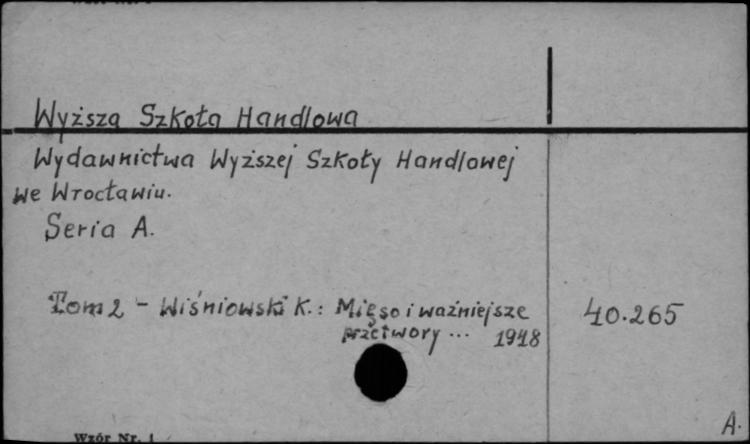 Wyższa Szkoła Handlowa
Wydawnictwa Wyższej Szkoły Handlowej
we Wrocławiu.
Seria A.
Tom 2 - Wiśniowski K.: Mięso i ważniejsze
przetwory ... 1948
40.265
A.
Wzór Nr. 1